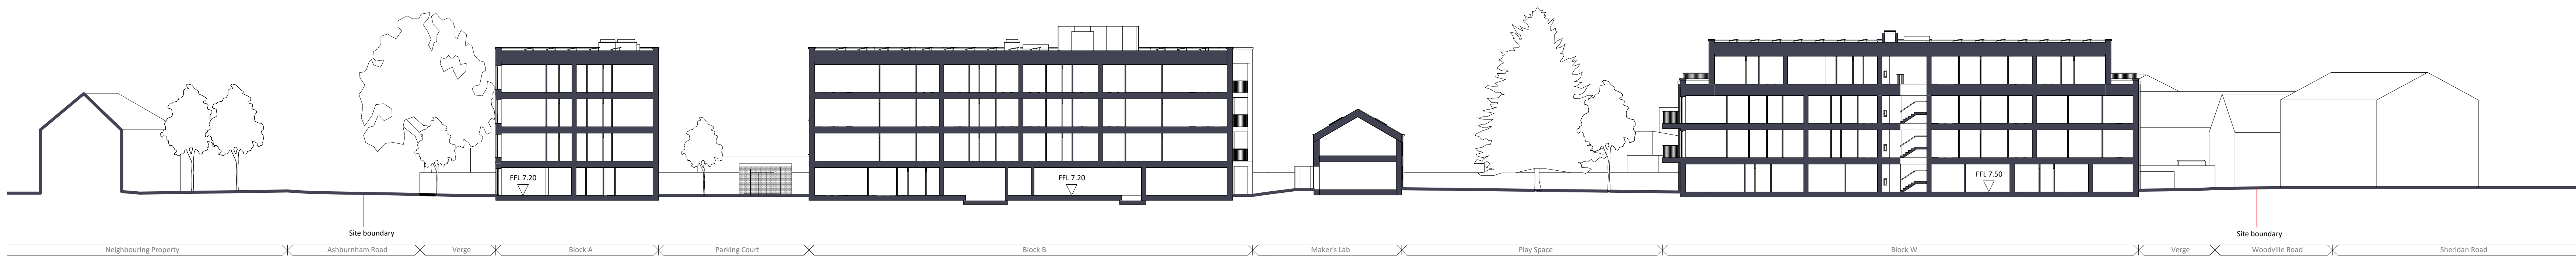 FFL 7.20
FFL 7.20
FFL 7.50
Site boundary
Site boundary
Neighbouring Property
Ashburnham Road
Verge
Block A
Parking Court
Block B
Maker's Lab
Play Space
Block W
Verge
Woodville Road
Sheridan Road